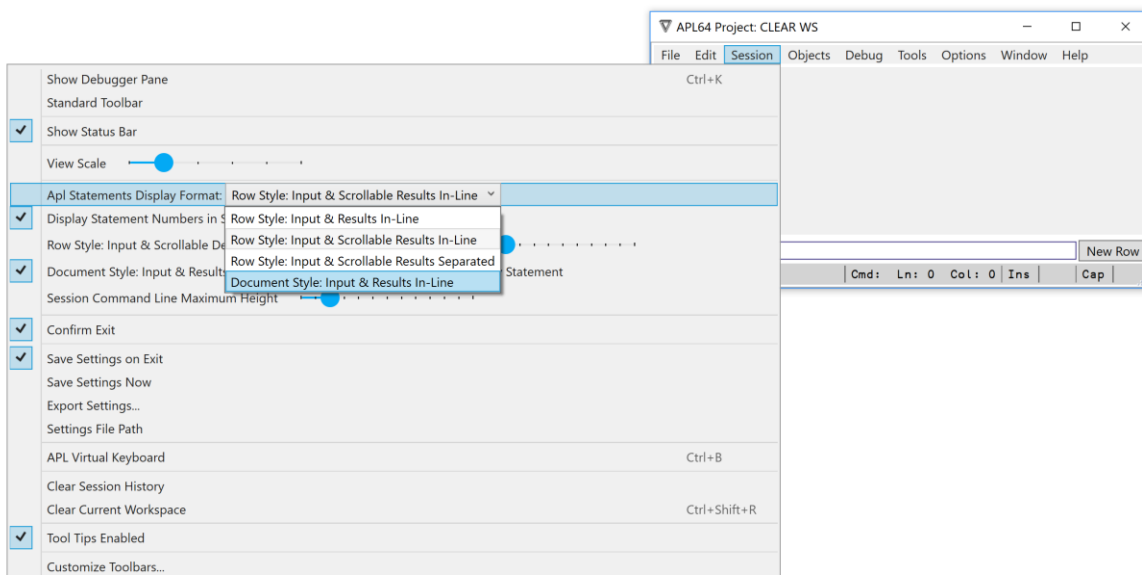 APL64 Project: CLEAR WS
File Edit Session Objects Debug Tools Options Window Help
Show Debugger Pane Ctrl+K
Standard Toolbar
Show Status Bar
View Scale
Apl Statements Display Format: Row Style: Input & Scrollable Results In-Line
Display Statement Numbers in S
Row Style: Input & Results In-Line
Row Style: Input & Scrollable De
Row Style: Input & Scrollable Results In-Line
Row Style: Input & Scrollable Results Separated
Document Style: Input & Results Statement
Document Style: Input & Results In-Line
Session Command Line Maximum Height
Confirm Exit
Save Settings on Exit
Save Settings Now
Export Settings...
Settings File Path
APL Virtual Keyboard Ctrl+B
Clear Session History
Clear Current Workspace Ctrl+Shift+R
Tool Tips Enabled
Customize Toolbars...
New Row
Cmd: Ln: 0 Col: 0 Ins Cap